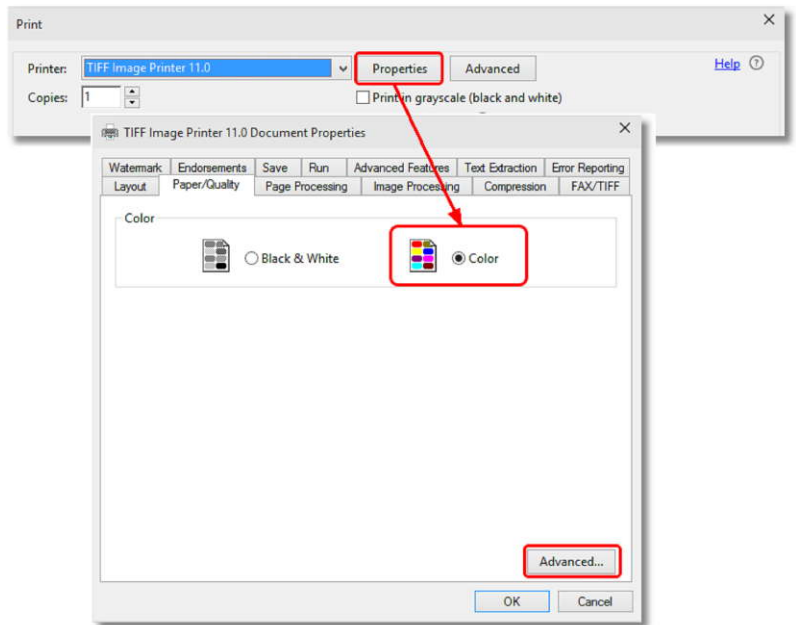 Print
Printer: TIFF Image Printer 11.0 Properties Advanced Help ?
Copies: 1 Print in grayscale (black and white)
TIFF Image Printer 11.0 Document Properties
Watermark Endorsements Save Run Advanced Features Text Extraction Error Reporting
Layout Paper/Quality Page Processing Image Processing Compression FAX/TIFF
Color
Black & White Color
Advanced...
OK Cancel